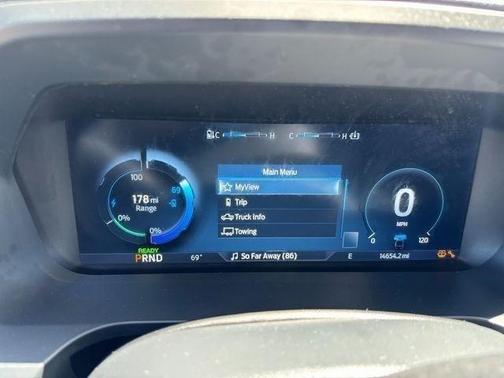 C H C H
Main Menu
100
MyView
69
178 mi
Range
Trip
0
MPH
Truck Info
0% 0%
Towing
0 120
READY
PRND 69° So Far Away (86) E 14654.2 mi